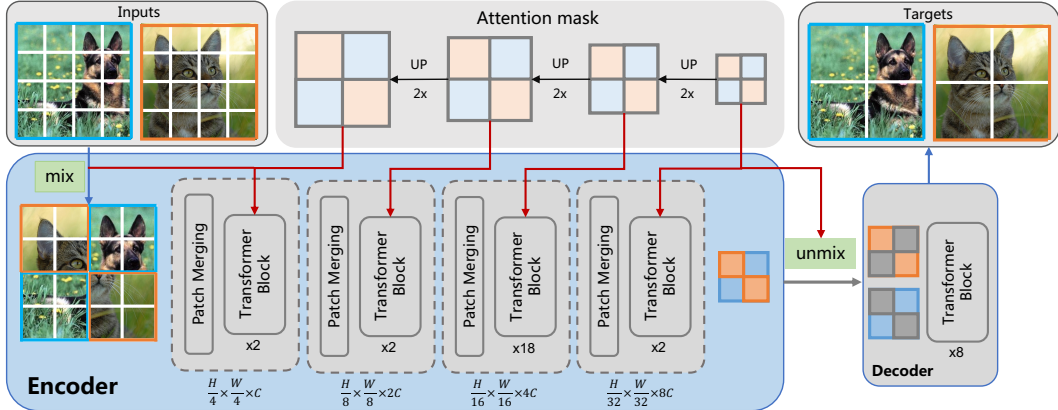 Inputs
Attention mask
Targets
UP
2x
UP
2x
UP
2x
mix
Patch Merging
Transformer
Block
x2
Patch Merging
Transformer
Block
x2
Patch Merging
Transformer
Block
x18
Patch Merging
Transformer
Block
x2
unmix
Transformer
Block
x8
Encoder
Decoder
H/4 × W/4 ×C
H/8 × W/8 ×2C
H/16 × W/16 ×4C
H/32 × W/32 ×8C